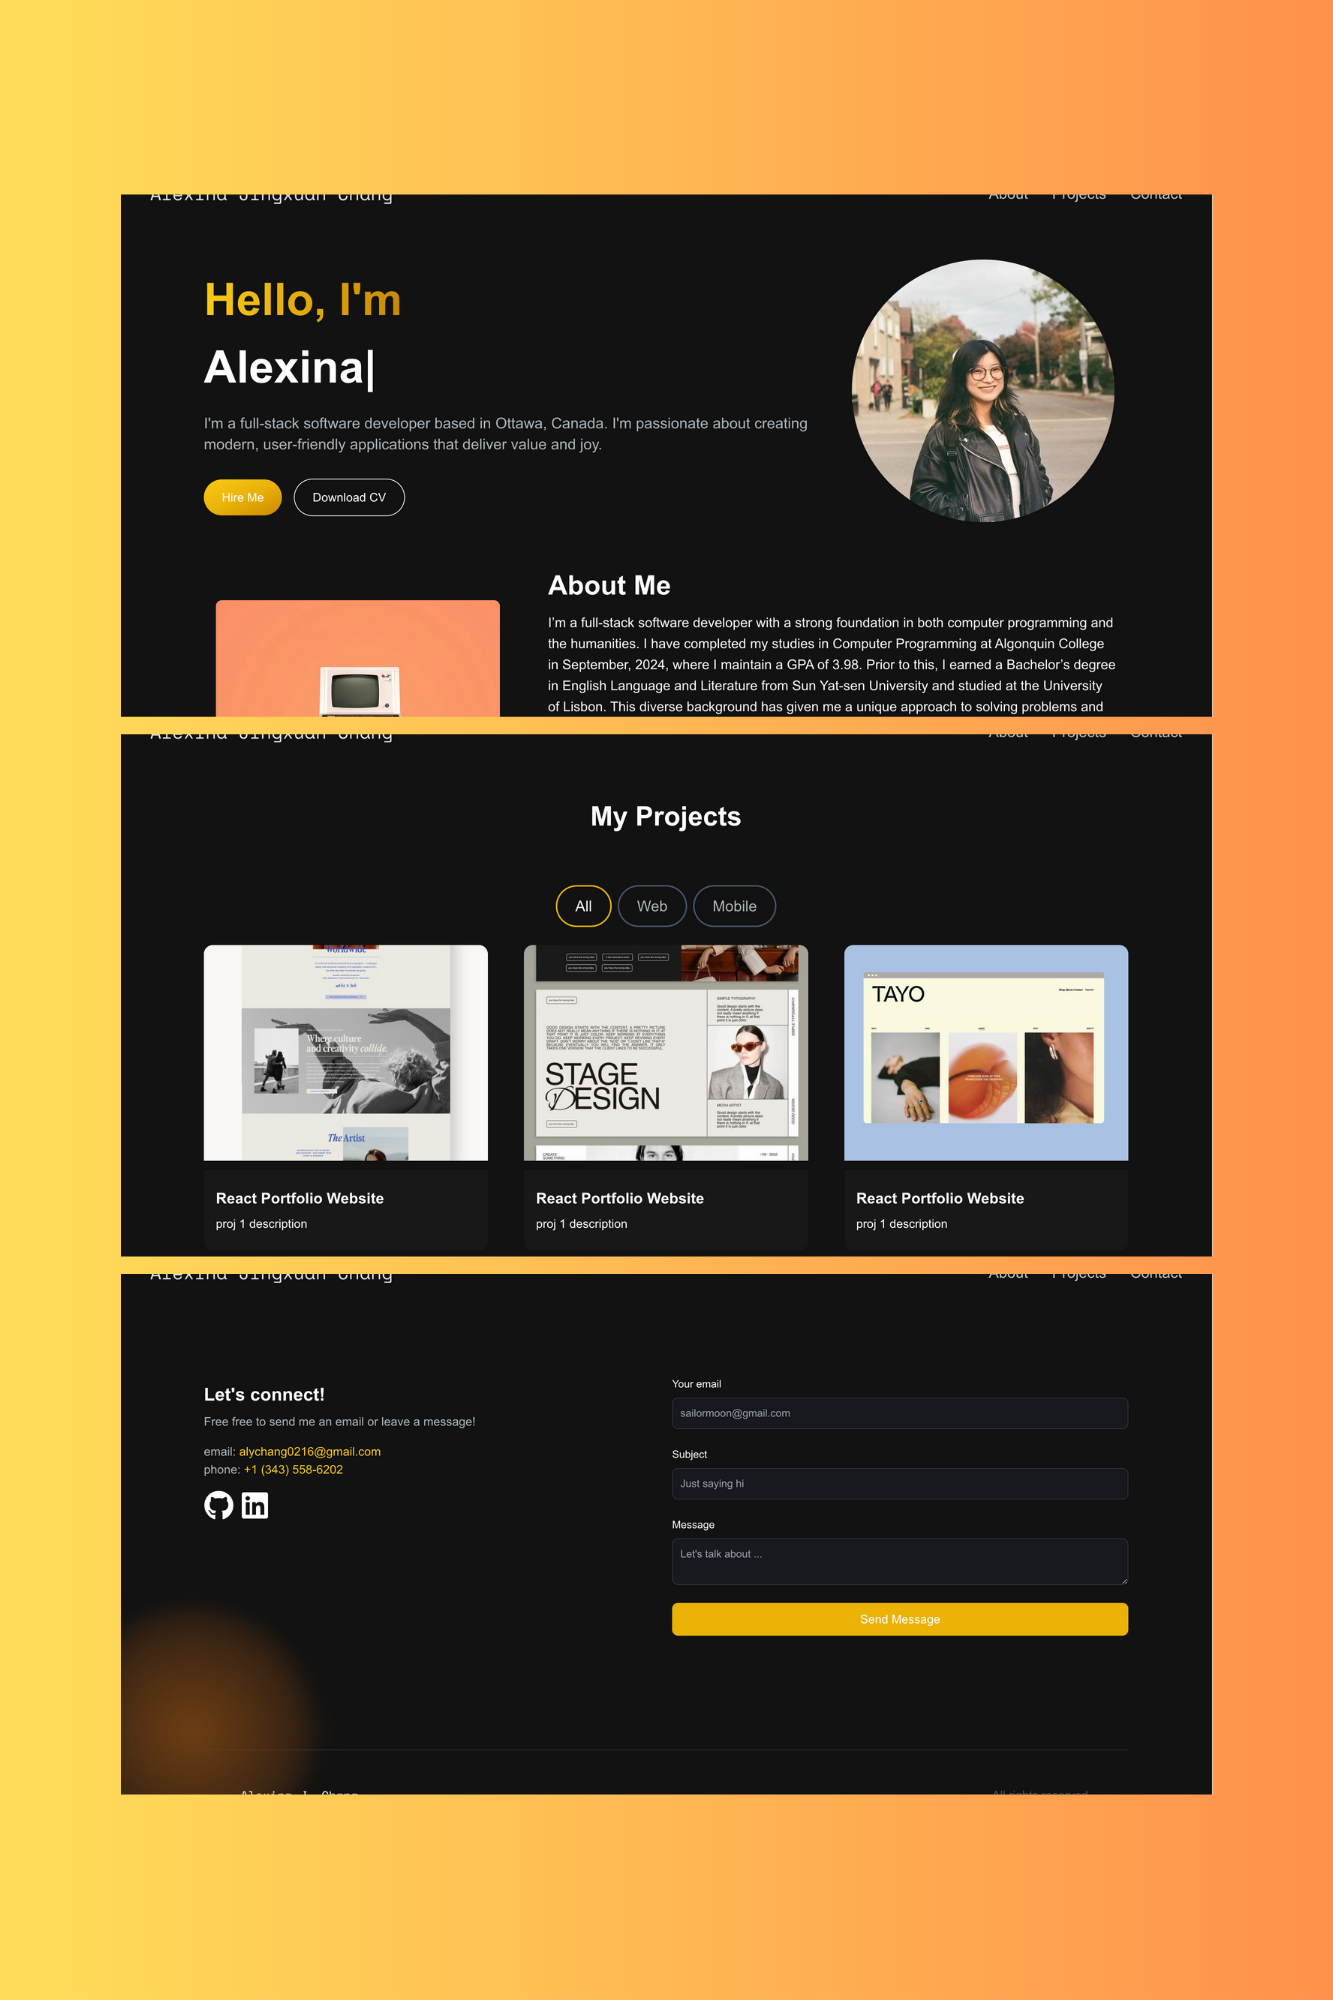 Alexina Jingxuan Chang
About Projects Contact
Hello, I'm
Alexina|
I'm a full-stack software developer based in Ottawa, Canada. I'm passionate about creating
modern, user-friendly applications that deliver value and joy.
Hire Me Download CV
About Me
I'm a full-stack software developer with a strong foundation in both computer programming and
the humanities. I have completed my studies in Computer Programming at Algonquin College
in September, 2024, where I maintain a GPA of 3.98. Prior to this, I earned a Bachelor's degree
in English Language and Literature from Sun Yat-sen University and studied at the University
of Lisbon. This diverse background has given me a unique approach to solving problems and
Alexina Jingxuan Chang
About Projects Contact
My Projects
All Web Mobile
Worldwide.
Where culture
and creativity collide.
The Artist
STAGE
DESIGN
SIMPLE TYPOGRAPHY
MEDIA ARTIST
CREATE
SOMETHING
TAYO
React Portfolio Website
proj 1 description
React Portfolio Website
proj 1 description
React Portfolio Website
proj 1 description
Alexina Jingxuan Chang
About Projects Contact
Let's connect!
Free free to send me an email or leave a message!
email: alychang0216@gmail.com
phone: +1 (343) 558-6202
in
Your email
sailormoon@gmail.com
Subject
Just saying hi
Message
Let's talk about ...
Send Message
Alexina J. Chang
All rights reserved